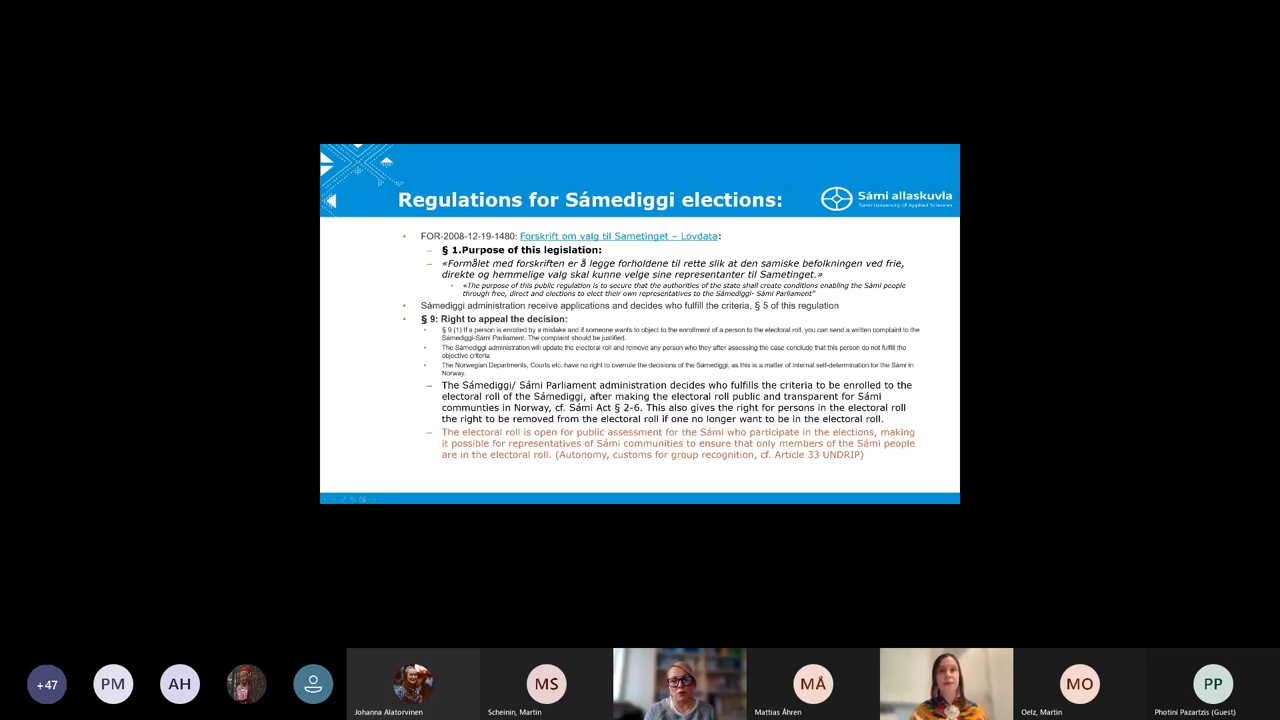 Regulations for Sámediggi elections:
Sámi allaskuvla
Sámi University of Applied Sciences
FOR-2008-12-19-1480: Forskrift om valg til Sametinget – Lovdata:
– § 1.Purpose of this legislation:
– «Formålet med forskriften er å legge forholdene til rette slik at den samiske befolkningen ved frie,
direkte og hemmelige valg skal kunne velge sine representanter til Sametinget.»
• «The purpose of this public regulation is to secure that the authorities of the state shall create conditions enabling the Sámi people
through free, direct and elections to elect their own representatives to the Sámediggi- Sámi Parliament"
• Sámediggi administration receive applications and decides who fulfill the criteria, § 5 of this regulation
• § 9: Right to appeal the decision:
• § 9 (1) If a person is enrolled by a mistake and if someone wants to object to the enrollment of a person to the electoral roll, you can send a written complaint to the
Sámediggi-Sámi Parliament. The complaint should be justified.
• The Sámediggi administration will update the electoral roll and remove any person who they after assessing the case conclude that this person do not fulfill the
objective criteria
• The Norwegian Departments, Courts etc. have no right to overrule the decisions of the Sámediggi, as this is a matter of internal self-determination for the Sámi in
Norway.
– The Sámediggi/ Sámi Parliament administration decides who fulfills the criteria to be enrolled to the
electoral roll of the Sámediggi, after making the electoral roll public and transparent for Sámi
communties in Norway, cf. Sámi Act § 2-6. This also gives the right for persons in the electoral roll
the right to be removed from the electoral roll if one no longer want to be in the electoral roll.
– The electoral roll is open for public assessment for the Sámi who participate in the elections, making
it possible for representatives of Sámi communities to ensure that only members of the Sámi people
are in the electoral roll. (Autonomy, customs for group recognition, cf. Article 33 UNDRIP)
+47
PM
AH
MS
MÅ
MO
PP
Johanna Alatorvinen
Scheinin, Martin
Mattias Åhren
Oelz, Martin
Photini Pazartzis (Guest)